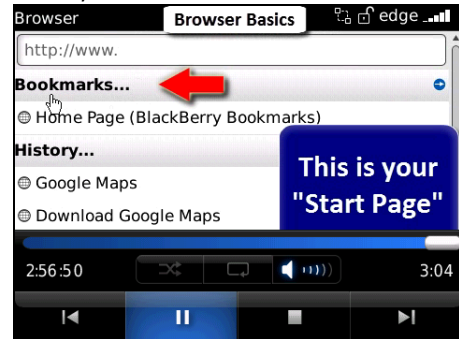 Browser
Browser Basics
edge
http://www.
Bookmarks...
Home Page (BlackBerry Bookmarks)
History...
Google Maps
Download Google Maps
This is your
"Start Page"
2:56:50
3:04